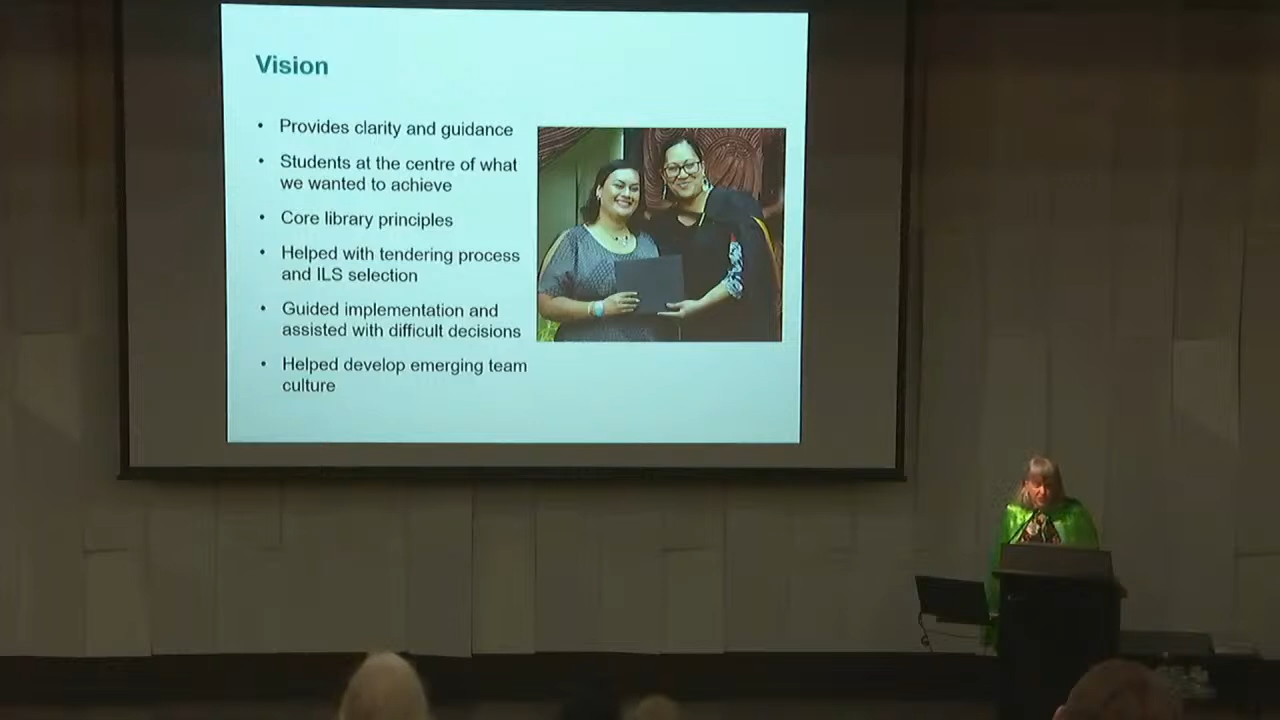 Vision
• Provides clarity and guidance
• Students at the centre of what
we wanted to achieve
• Core library principles
• Helped with tendering process
and ILS selection
• Guided implementation and
assisted with difficult decisions
• Helped develop emerging team
culture